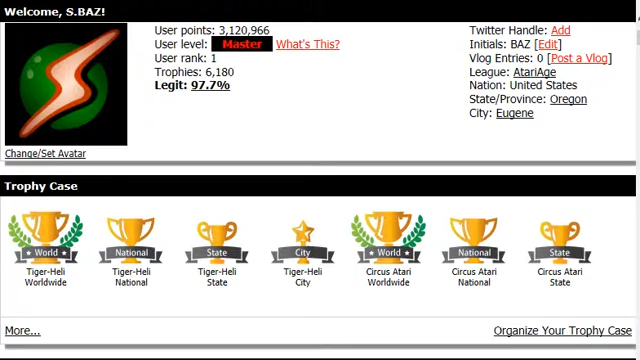 Welcome, S.BAZ!
User points: 3,120,966
User level: Master What's This?
User rank: 1
Trophies: 6,180
Legit: 97.7%
Twitter Handle: Add
Initials: BAZ [Edit]
Vlog Entries: 0 [Post a Vlog]
League: AtariAge
Nation: United States
State/Province: Oregon
City: Eugene
Change/Set Avatar
Trophy Case
World National State City World National State
Tiger-Heli Tiger-Heli Tiger-Heli Tiger-Heli Circus Atari Circus Atari Circus Atari
Worldwide National State City Worldwide National State
More... Organize Your Trophy Case